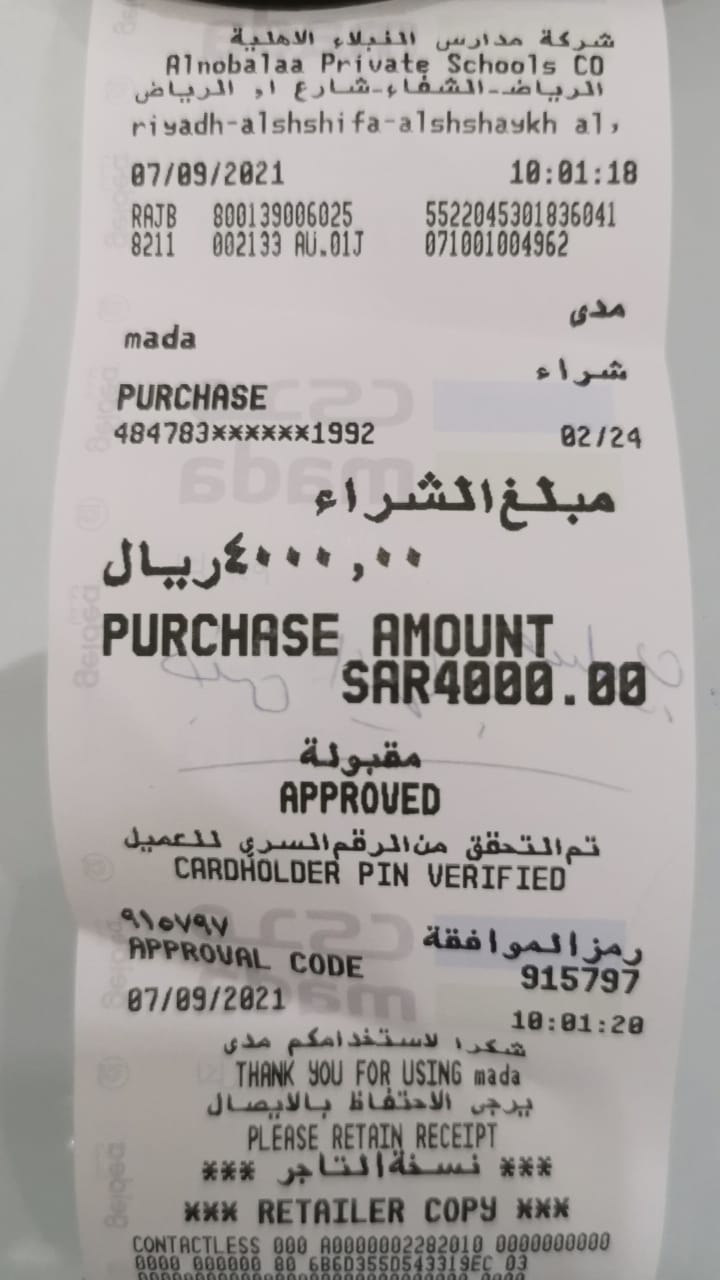 شركة مدارس النبلاء الاهلية
Alnobalaa Private Schools CO
الرياض-الشفاء-شارع ا, الرياض
riyadh-alshshifa-alshshaykh al,
07/09/2021 10:01:18
RAJB 800139006025 5522045301836041
8211 002133 AU.01J 071001004962
مدى
mada
شراء
PURCHASE
484783******1992 02/24
مبلغ الشراء
٤٠٠٠,٠٠ ريال
PURCHASE AMOUNT
SAR4000.00
مقبولة
APPROVED
تم التحقق من الرقم السري للعميل
CARDHOLDER PIN VERIFIED
٩١٥٧٩٧ رمز الموافقة
APPROVAL CODE 915797
07/09/2021 10:01:20
شكرا لاستخدامكم مدى
THANK YOU FOR USING mada
يرجى الاحتفاظ بالايصال
PLEASE RETAIN RECEIPT
*** نسخة التاجر ***
*** RETAILER COPY ***
CONTACTLESS 000 A0000002282010 0000000000
0000 000000 80 6B6D355D543319EC 03